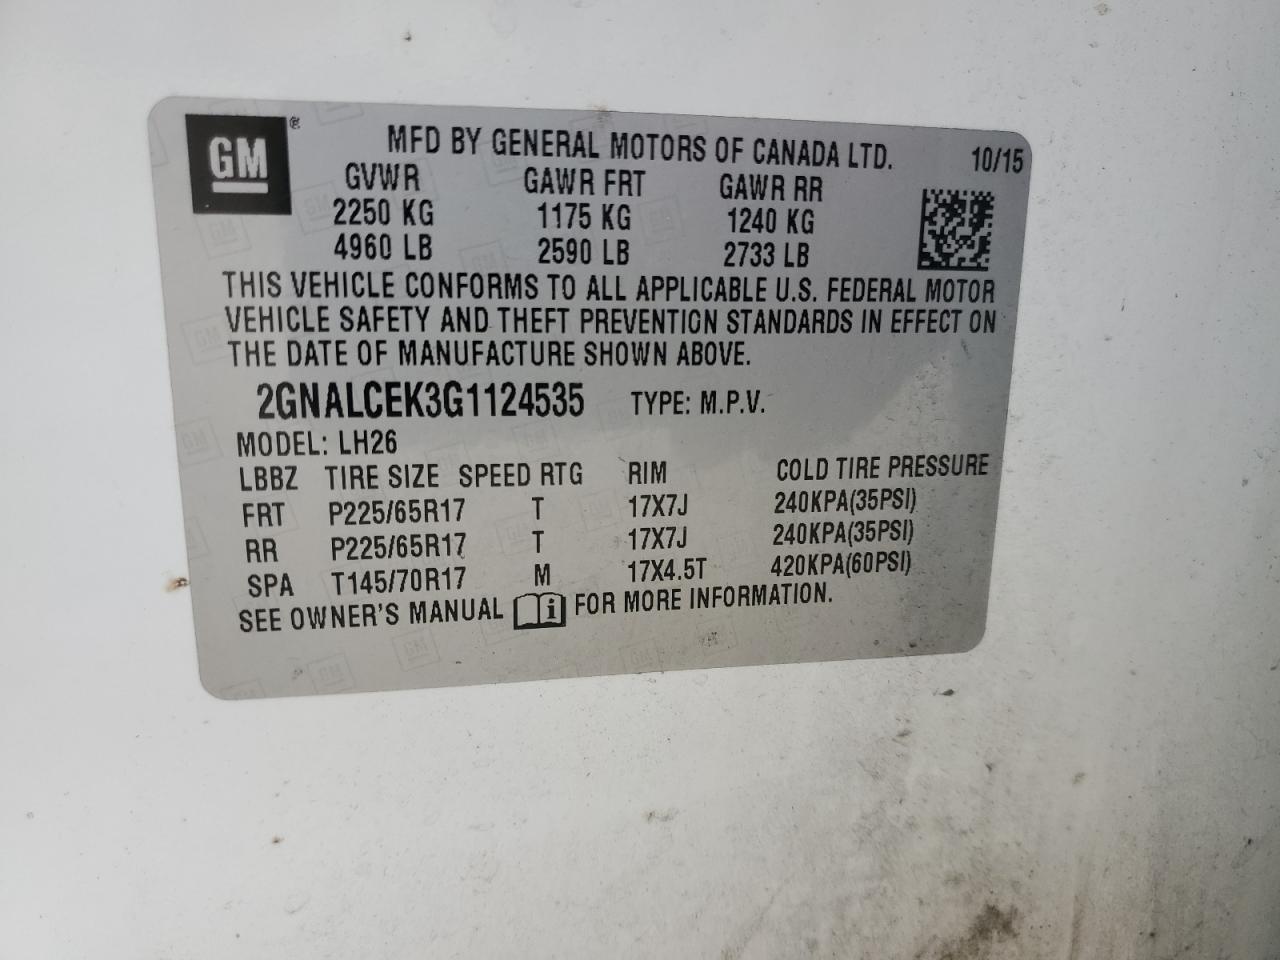 GM®
MFD BY GENERAL MOTORS OF CANADA LTD. 10/15
GVWR GAWR FRT GAWR RR
2250 KG 1175 KG 1240 KG
4960 LB 2590 LB 2733 LB
THIS VEHICLE CONFORMS TO ALL APPLICABLE U.S. FEDERAL MOTOR
VEHICLE SAFETY AND THEFT PREVENTION STANDARDS IN EFFECT ON
THE DATE OF MANUFACTURE SHOWN ABOVE.
2GNALCEK3G1124535 TYPE: M.P.V.
MODEL: LH26
LBBZ TIRE SIZE SPEED RTG RIM COLD TIRE PRESSURE
FRT P225/65R17 T 17X7J 240KPA(35PSI)
RR P225/65R17 T 17X7J 240KPA(35PSI)
SPA T145/70R17 M 17X4.5T 420KPA(60PSI)
SEE OWNER'S MANUAL i FOR MORE INFORMATION.